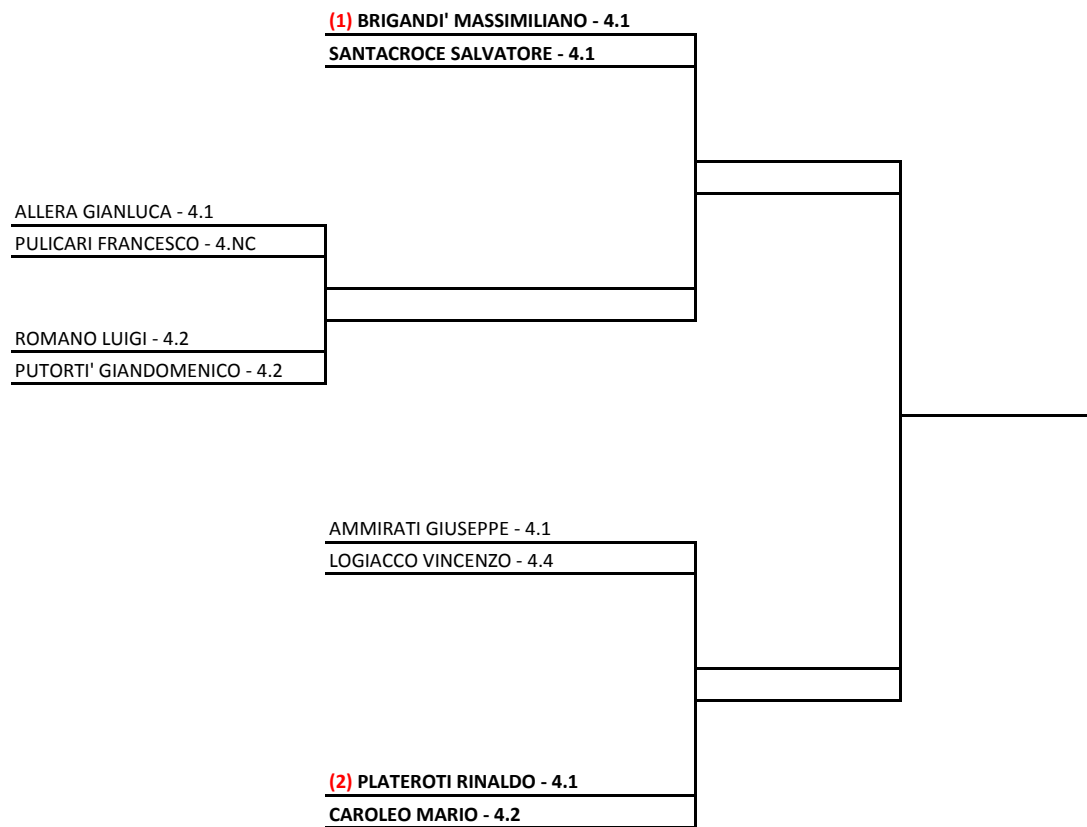 (1) BRIGANDI' MASSIMILIANO - 4.1
SANTACROCE SALVATORE - 4.1
ALLERA GIANLUCA - 4.1
PULICARI FRANCESCO - 4.NC
ROMANO LUIGI - 4.2
PUTORTI' GIANDOMENICO - 4.2
AMMIRATI GIUSEPPE - 4.1
LOGIACCO VINCENZO - 4.4
(2) PLATEROTI RINALDO - 4.1
CAROLEO MARIO - 4.2